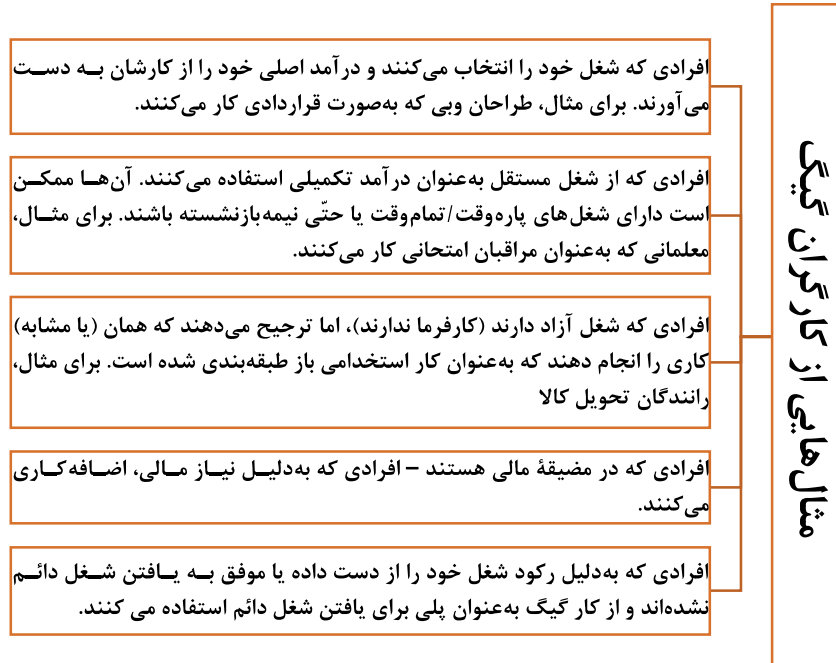 مثال‌هایی از کارگران گیگ
افرادی که شغل خود را انتخاب می‌کنند و درآمد اصلی خود را از کارشان به دست
می‌آورند. برای مثال، طراحان وبی که به‌صورت قراردادی کار می‌کنند.
افرادی که از شغل مستقل به‌عنوان درآمد تکمیلی استفاده می‌کنند. آن‌ها ممکن
است دارای شغل‌های پاره‌وقت/تمام‌وقت یا حتّی نیمه‌بازنشسته باشند. برای مثال،
معلمانی که به‌عنوان مراقبان امتحانی کار می‌کنند.
افرادی که شغل آزاد دارند (کارفرما ندارند)، اما ترجیح می‌دهند که همان (یا مشابه)
کاری را انجام دهند که به‌عنوان کار استخدامی باز طبقه‌بندی شده است. برای مثال،
رانندگان تحویل کالا
افرادی که در مضیقهٔ مالی هستند – افرادی که به‌دلیل نیاز مالی، اضافه‌کاری
می‌کنند.
افرادی که به‌دلیل رکود شغل خود را از دست داده یا موفق به یافتن شغل دائم
نشده‌اند و از کار گیگ به‌عنوان پلی برای یافتن شغل دائم استفاده می کنند.